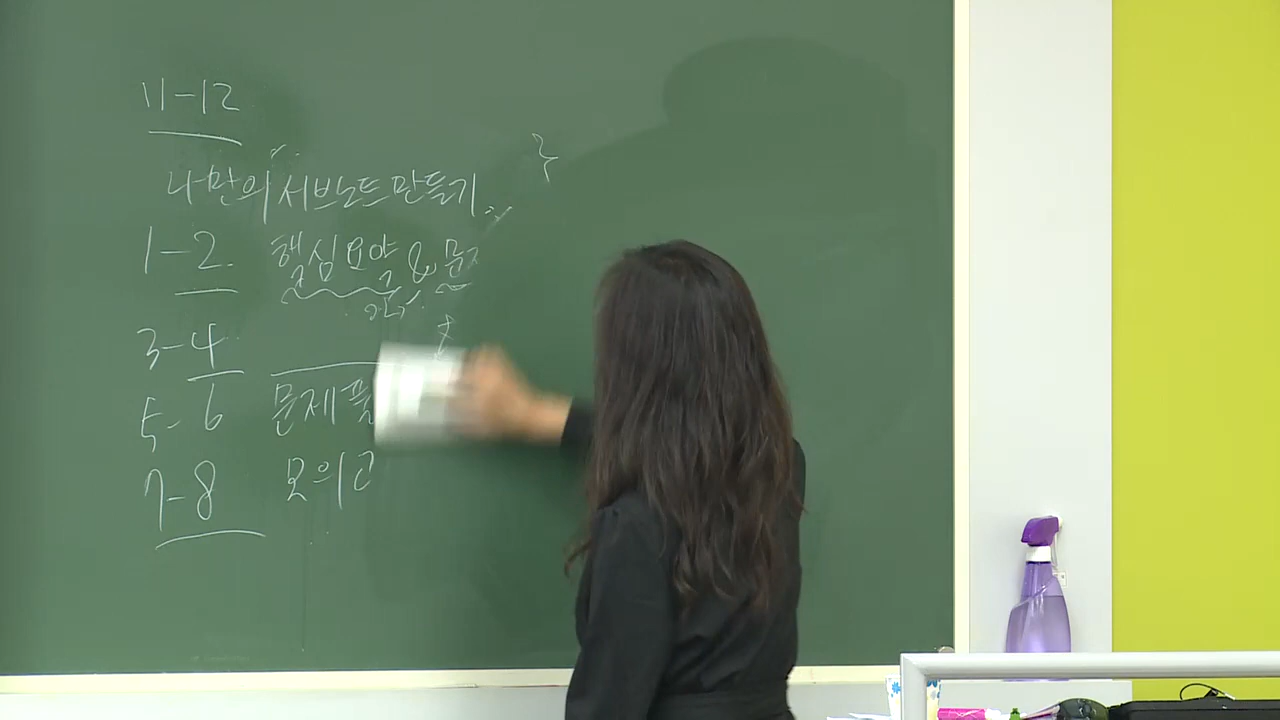 11-12
나만의 서브노트 만들기
1-2 핵심요약 & 문
3-4
5-6 문제풀
7-8 모의고